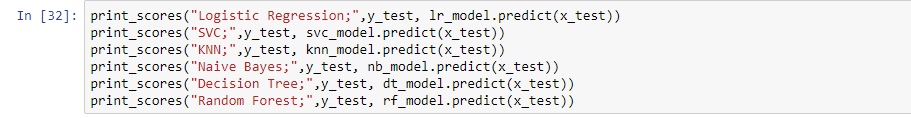 In [32]: print_scores("Logistic Regression;",y_test, lr_model.predict(x_test))
print_scores("SVC;",y_test, svc_model.predict(x_test))
print_scores("KNN;",y_test, knn_model.predict(x_test))
print_scores("Naive Bayes;",y_test, nb_model.predict(x_test))
print_scores("Decision Tree;",y_test, dt_model.predict(x_test))
print_scores("Random Forest;",y_test, rf_model.predict(x_test))